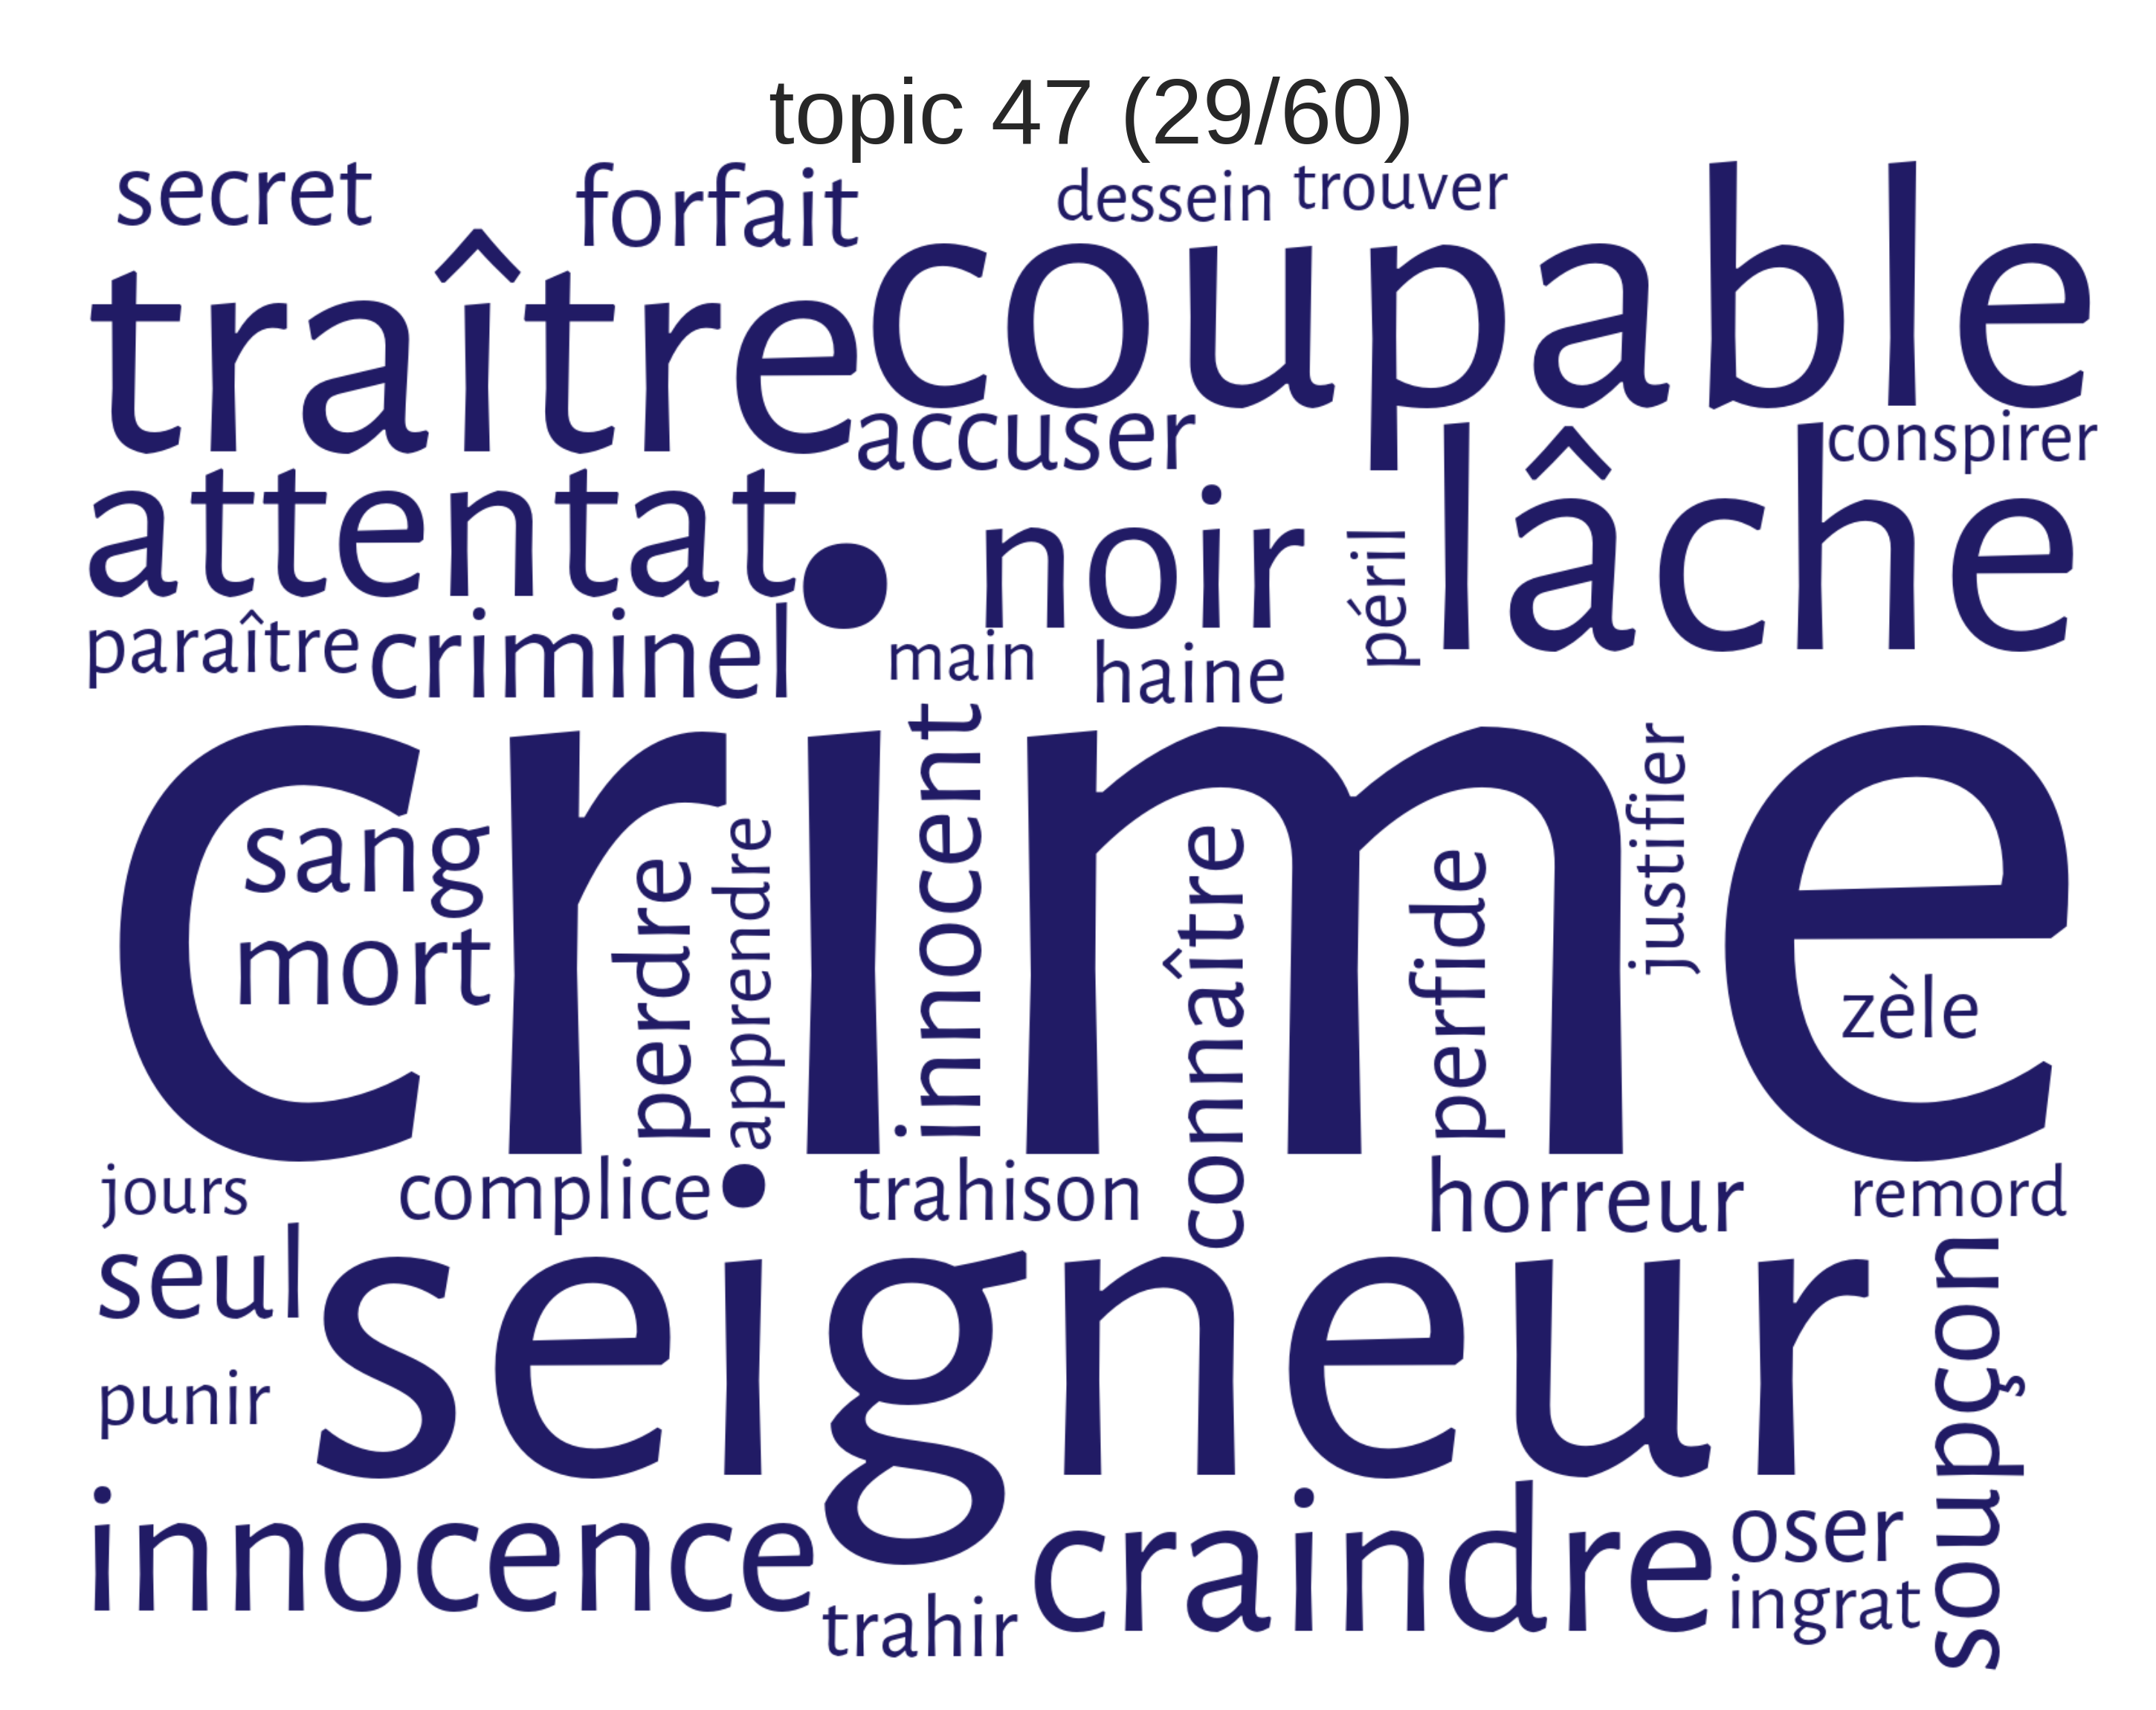 topic 47 (29/60)
secret forfait dessein trouver
traître coupable
accuser conspirer
attentat noir péril lâche
paraître criminel main haine
crime
sang perdre apprendre innocent connaître perfide justifier
mort zèle
jours complice trahison horreur remord
seul seigneur soupçon
punir
innocence craindre oser
trahir ingrat